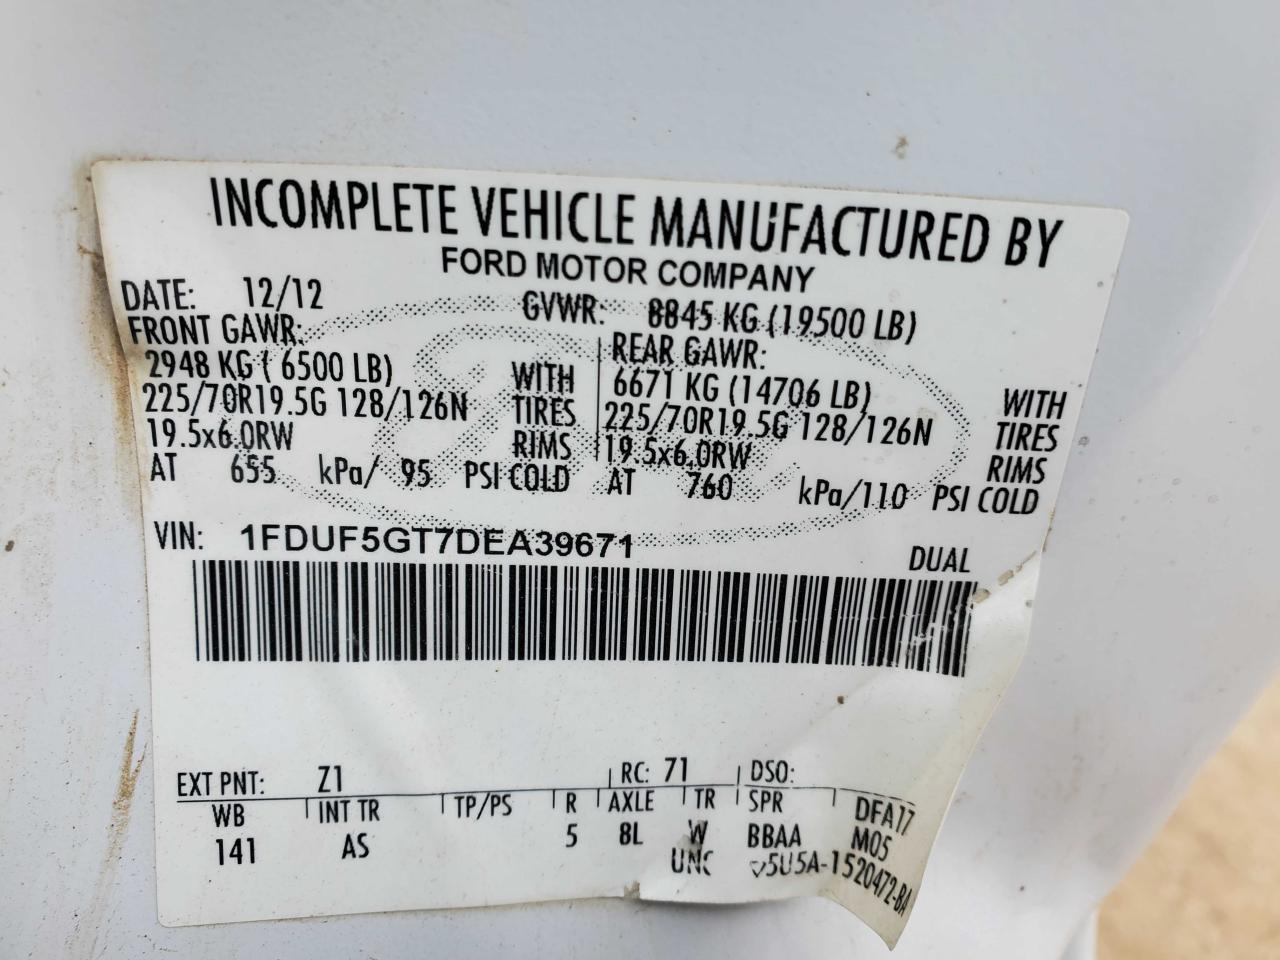 INCOMPLETE VEHICLE MANUFACTURED BY
FORD MOTOR COMPANY
DATE: 12/12 GVWR: 8845 KG (19500 LB)
FRONT GAWR: REAR GAWR:
2948 KG ( 6500 LB) WITH 6671 KG (14706 LB) WITH
225/70R19.5G 128/126N TIRES 225/70R19.5G 128/126N TIRES
19.5x6.0RW RIMS 19.5x6.0RW RIMS
AT 655 kPa/ 95 PSI COLD AT 760 kPa/110 PSI COLD
VIN: 1FDUF5GT7DEA39671 DUAL
EXT PNT: Z1 RC: 71 DSO:
WB INT TR TP/PS R AXLE TR SPR DFA17
141 AS 5 8L W BBAA M05
5U5A-1520472-BA